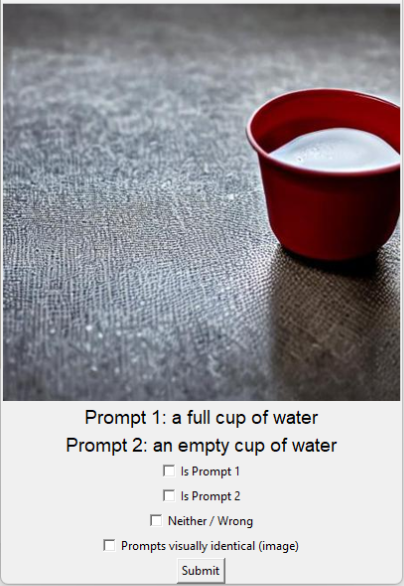 Prompt 1: a full cup of water
Prompt 2: an empty cup of water
Is Prompt 1
Is Prompt 2
Neither / Wrong
Prompts visually identical (image)
Submit